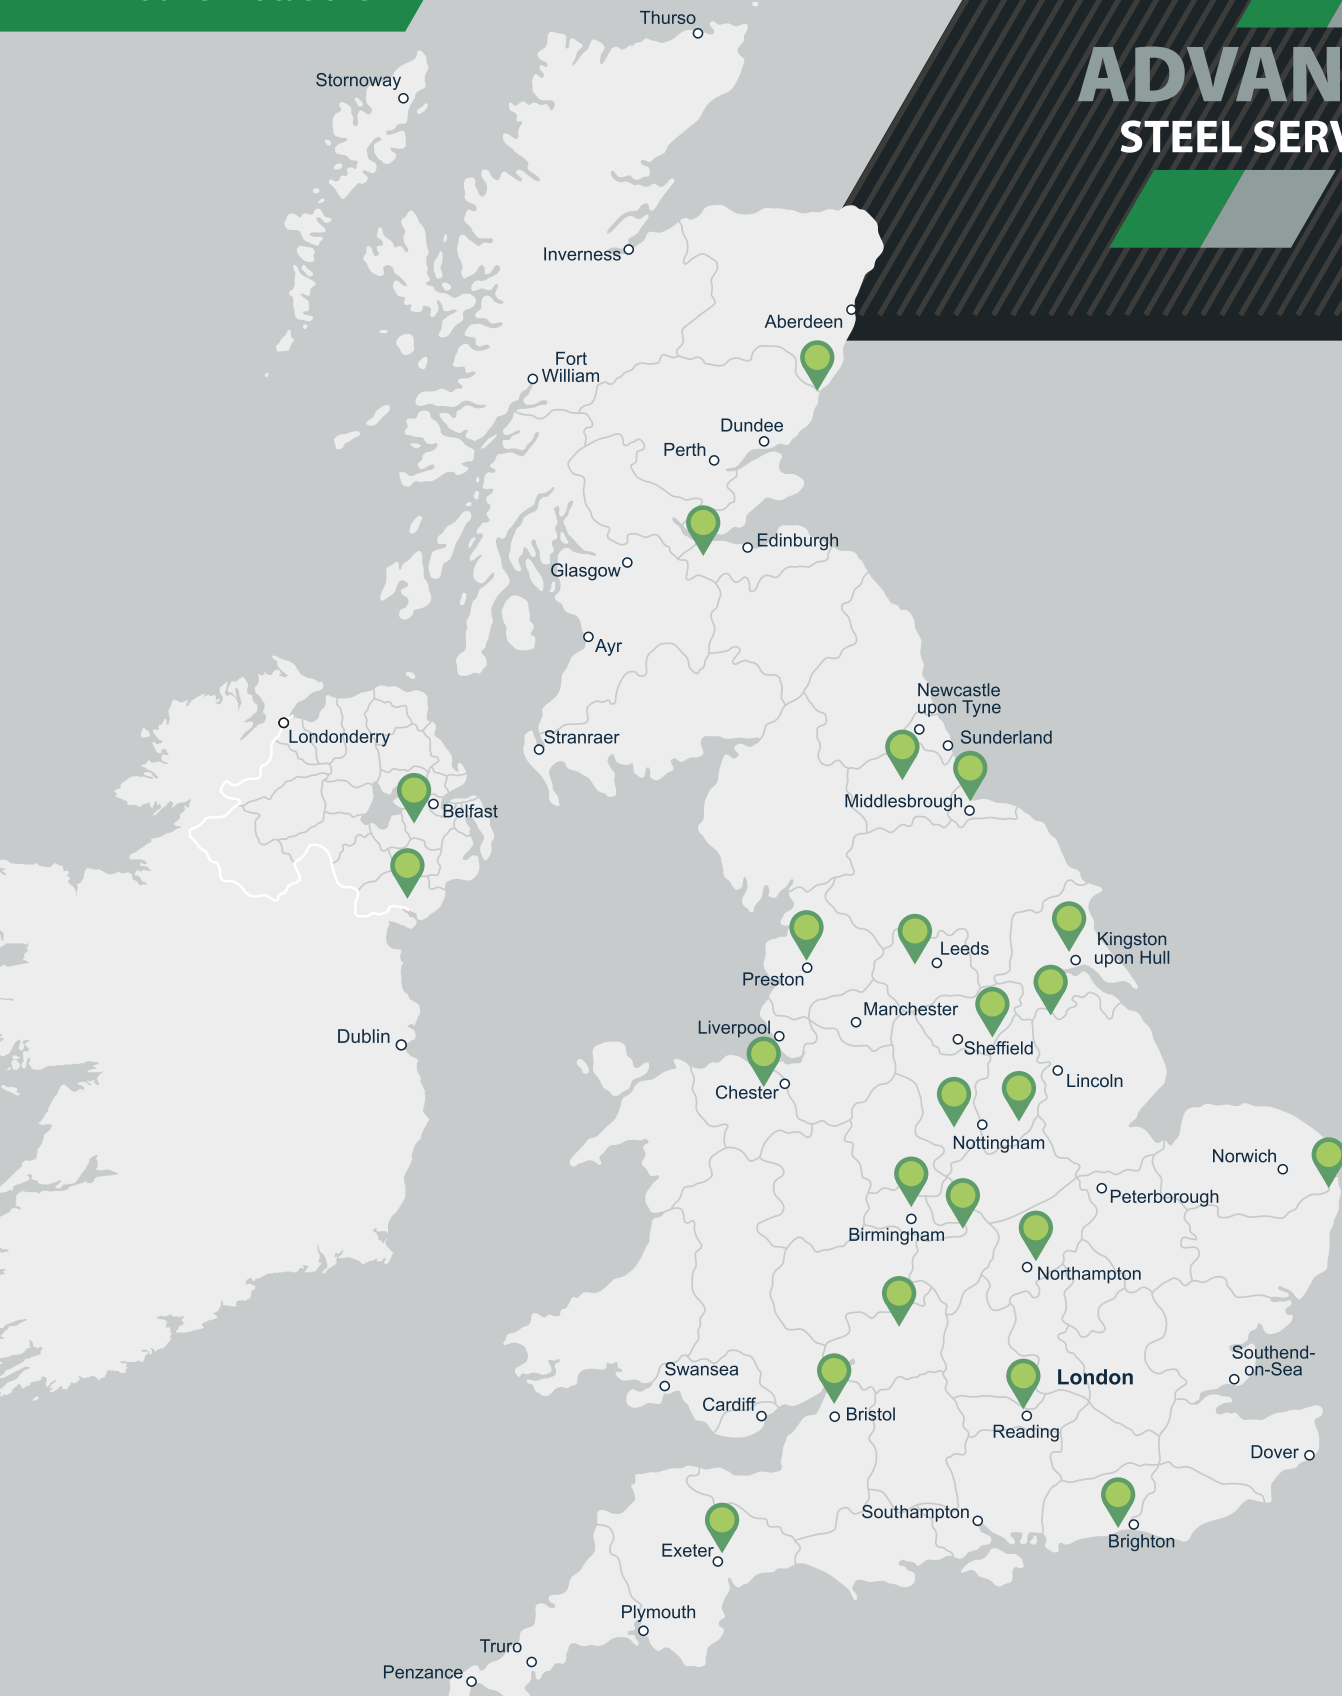 Thurso
ADVAN
STEEL SERV
Stornoway
Inverness
Aberdeen
Fort
William
Dundee
Perth
Edinburgh
Glasgow
Ayr
Newcastle
upon Tyne
Londonderry
Stranraer
Sunderland
Middlesbrough
Belfast
Kingston
upon Hull
Leeds
Preston
Manchester
Liverpool
Dublin
Sheffield
Lincoln
Chester
Nottingham
Norwich
Peterborough
Birmingham
Northampton
Southend-
on-Sea
Swansea
London
Cardiff
Bristol
Reading
Dover
Southampton
Brighton
Exeter
Plymouth
Truro
Penzance